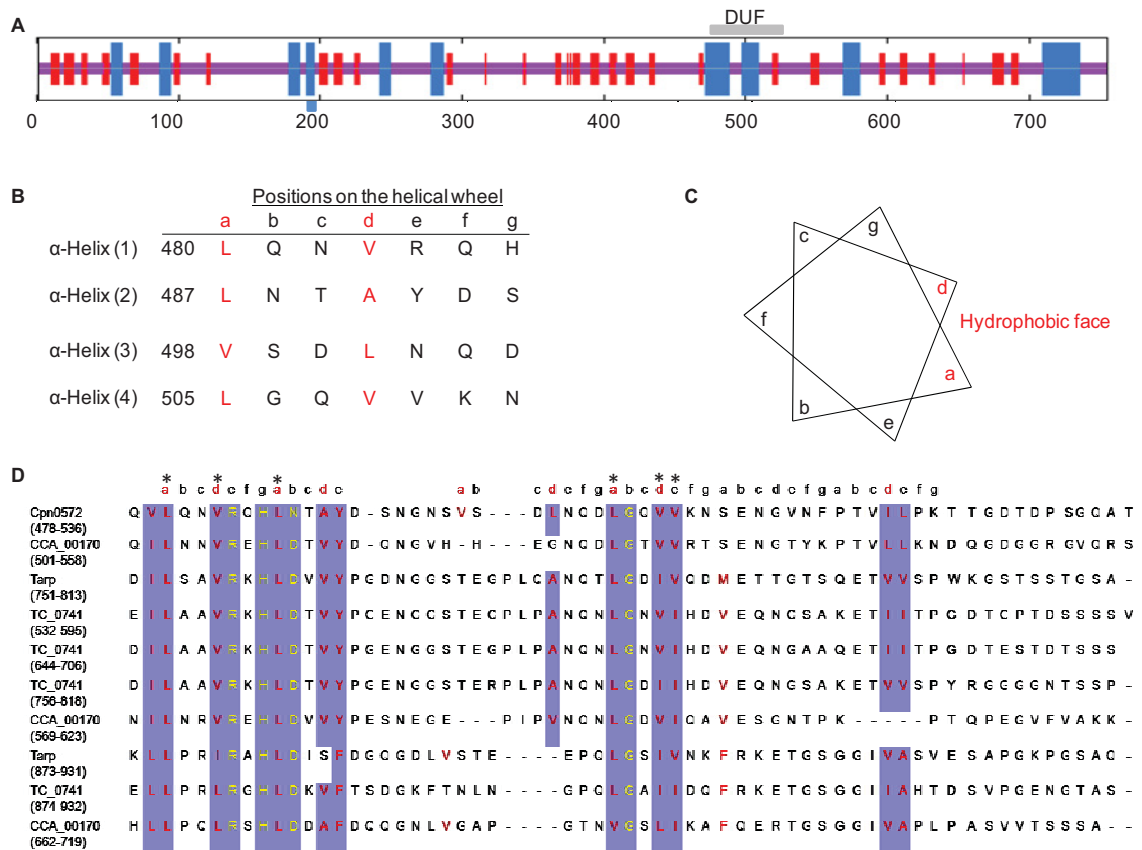 A
DUF
0 100 200 300 400 500 600 700
B
Positions on the helical wheel
a b c d e f g
α-Helix (1) 480 L Q N V R Q H
α-Helix (2) 487 L N T A Y D S
α-Helix (3) 498 V S D L N Q D
α-Helix (4) 505 L G Q V V K N
C
g
c
d
f
Hydrophobic face
a
b
e
D
* * * * * *
a b c d e f g a b c d e a b c d e f g a b c d e f g a b c d e f g a b c d e f g
Cpn0572 Q V L Q N V R Q H L N T A Y D - S N G N S V S - - D L N Q D L G Q V V K N S E N G V N F P T V I L P K T T G D T D P S G Q A T
(478-536)
CCA_00170 Q I L N N V R E H L D T V Y D - Q N G V H - H - - E G N Q D L G T V V R T S E N G T Y K P T V L L K N D Q G D G G R G V Q R S
(501-558)
Tarp D I L S A V R K H L D V V Y P G D N G G S T E G P L Q A N Q T L G D I V Q D M E T T G T S Q E T V V S P W K G S T S S T G S A -
(751-813)
TC_0741 E I L A A V R K H L D T V Y P G E N G G S T E G P L P A N Q N L G N V I H D V E Q N G S A K E T I I T P G D T G P T D S S S S V
(532-595)
TC_0741 D I L A A V R K H L D T V Y P G E N G G S T E G P L P A N Q N L G N V I H D V E Q N G A A Q E T I I T P G D T E S T D T S S S
(644-706)
TC_0741 D I L A A V R K H L D T V Y P G E N G G S T E R P L P A N Q N L G D I I H D V E Q N G S A K E T V V S P Y R G G G G N T S S P -
(756-818)
CCA_00170 N I L N R V R E H L D V V Y P E S N E G E - - - P I P V N Q N L G D V I Q A V E S G N T P K - - - - - P T Q P E G V F V A K K -
(569-623)
Tarp K L L P R I R A H L D I S F D G Q G D L V S T E - - - - E P Q L G S I V N F R K E T G S G G I V A S V E S A P G K P G S A Q -
(873-931)
TC_0741 E L L P R L R G H L D K V F T S D G K F T N L N - - - - G P Q L G A I I D Q F R K E T G S G G I I A H T D S V P G E N G T A S -
(871-932)
CCA_00170 H L L P Q L R S H L D D A F D Q Q G N L V G A P - - - - G T N V G S L I K A F Q E R T G S G G I V A P L P A S V V T S S S A -
(662-719)